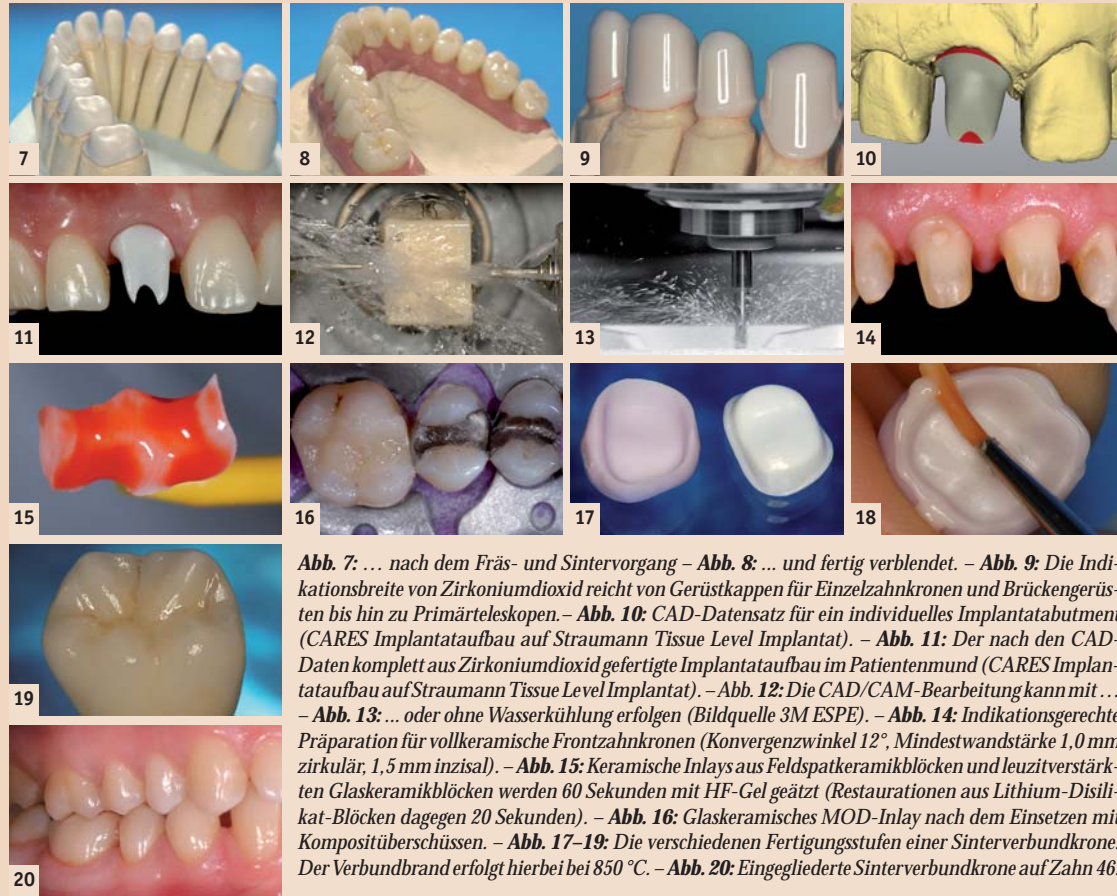 7
8
9
10
11
12
13
14
15
16
17
18
19
20
Abb. 7: … nach dem Fräs- und Sintervorgang – Abb. 8: ... und fertig verblendet. – Abb. 9: Die Indi-
kationsbreite von Zirkoniumdioxid reicht von Gerüstkappen für Einzelzahnkronen und Brückengerüs-
ten bis hin zu Primärteleskopen.– Abb. 10: CAD-Datensatz für ein individuelles Implantatabutment
(CARES Implantataufbau auf Straumann Tissue Level Implantat). – Abb. 11: Der nach den CAD-
Daten komplett aus Zirkoniumdioxid gefertigte Implantataufbau im Patientenmund (CARES Implan-
tataufbau auf Straumann Tissue Level Implantat). – Abb. 12: Die CAD/CAM-Bearbeitung kann mit …
– Abb. 13: ... oder ohne Wasserkühlung erfolgen (Bildquelle 3M ESPE). – Abb. 14: Indikationsgerechte
Präparation für vollkeramische Frontzahnkronen (Konvergenzwinkel 12°, Mindestwandstärke 1,0 mm
zirkulär, 1,5 mm inzisal). – Abb. 15: Keramische Inlays aus Feldspatkeramikblöcken und leuzitverstärk-
ten Glaskeramikblöcken werden 60 Sekunden mit HF-Gel geätzt (Restaurationen aus Lithium-Disili-
kat-Blöcken dagegen 20 Sekunden). – Abb. 16: Glaskeramisches MOD-Inlay nach dem Einsetzen mit
Kompositüberschüssen. – Abb. 17–19: Die verschiedenen Fertigungsstufen einer Sinterverbundkrone.
Der Verbundbrand erfolgt hierbei bei 850 °C. – Abb. 20: Eingegliederte Sinterverbundkrone auf Zahn 46.